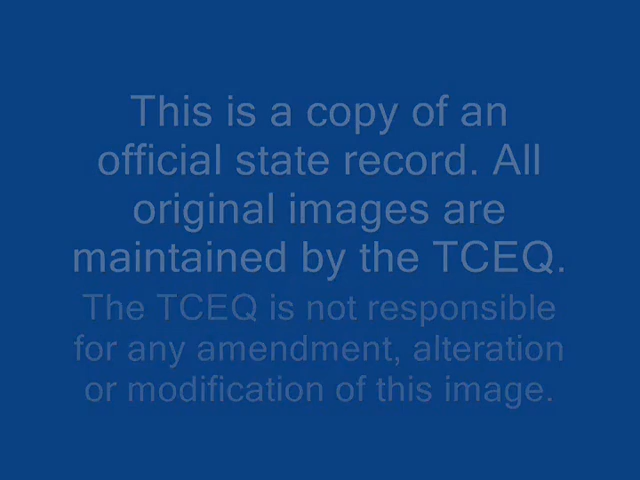 This is a copy of an
official state record. All
original images are
maintained by the TCEQ.
The TCEQ is not responsible
for any amendment, alteration
or modification of this image.